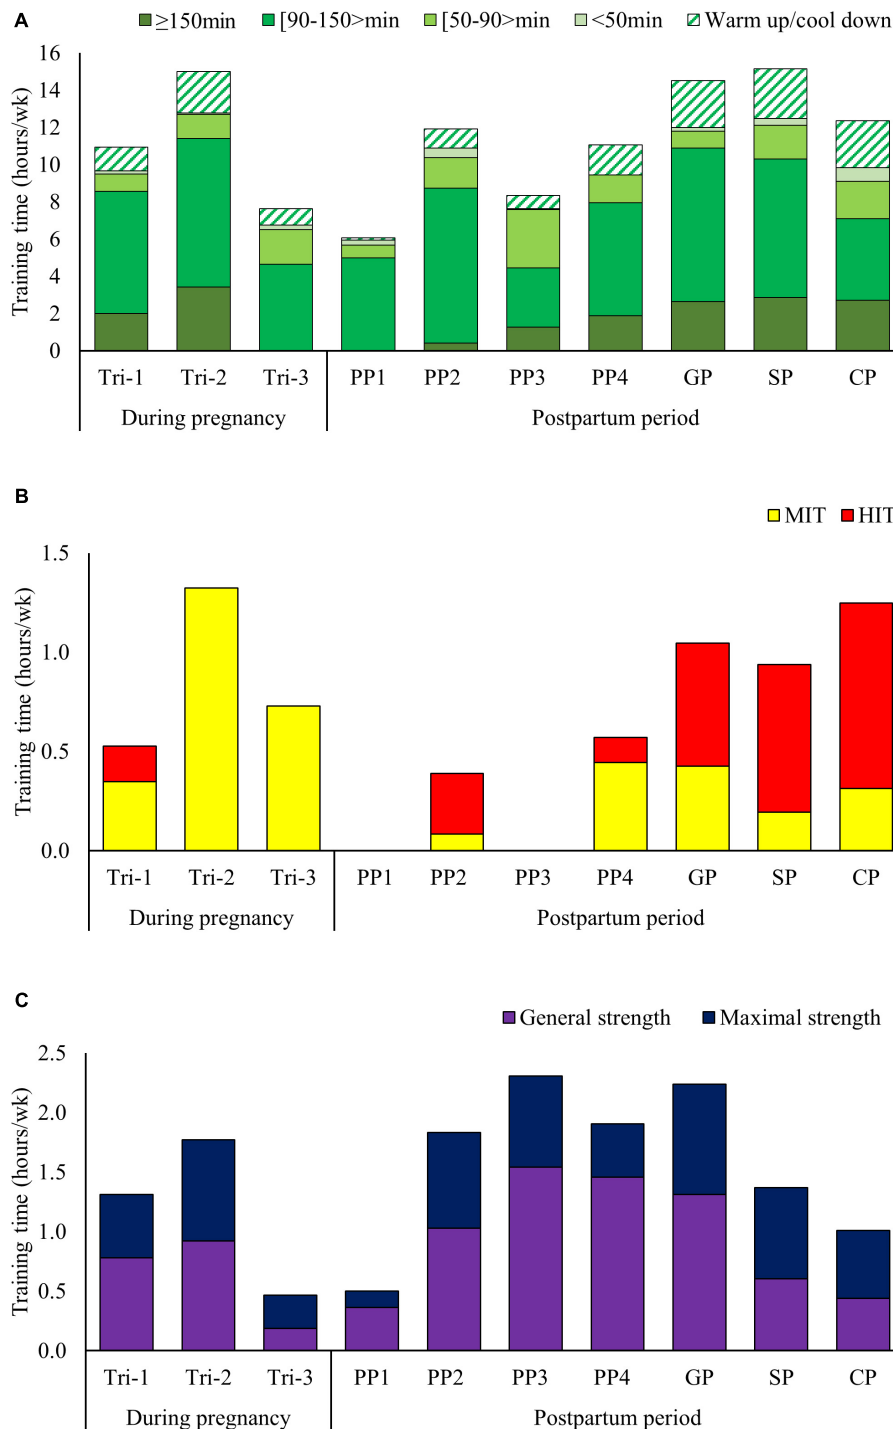 A
≥150min [90-150>min [50-90>min <50min Warm up/cool down
Training time (hours/wk)
16
14
12
10
8
6
4
2
0
Tri-1 Tri-2 Tri-3 PP1 PP2 PP3 PP4 GP SP CP
During pregnancy Postpartum period
B
MIT HIT
Training time (hours/wk)
1.5
1.0
0.5
0.0
Tri-1 Tri-2 Tri-3 PP1 PP2 PP3 PP4 GP SP CP
During pregnancy Postpartum period
C
General strength Maximal strength
Training time (hours/wk)
2.5
2.0
1.5
1.0
0.5
0.0
Tri-1 Tri-2 Tri-3 PP1 PP2 PP3 PP4 GP SP CP
During pregnancy Postpartum period